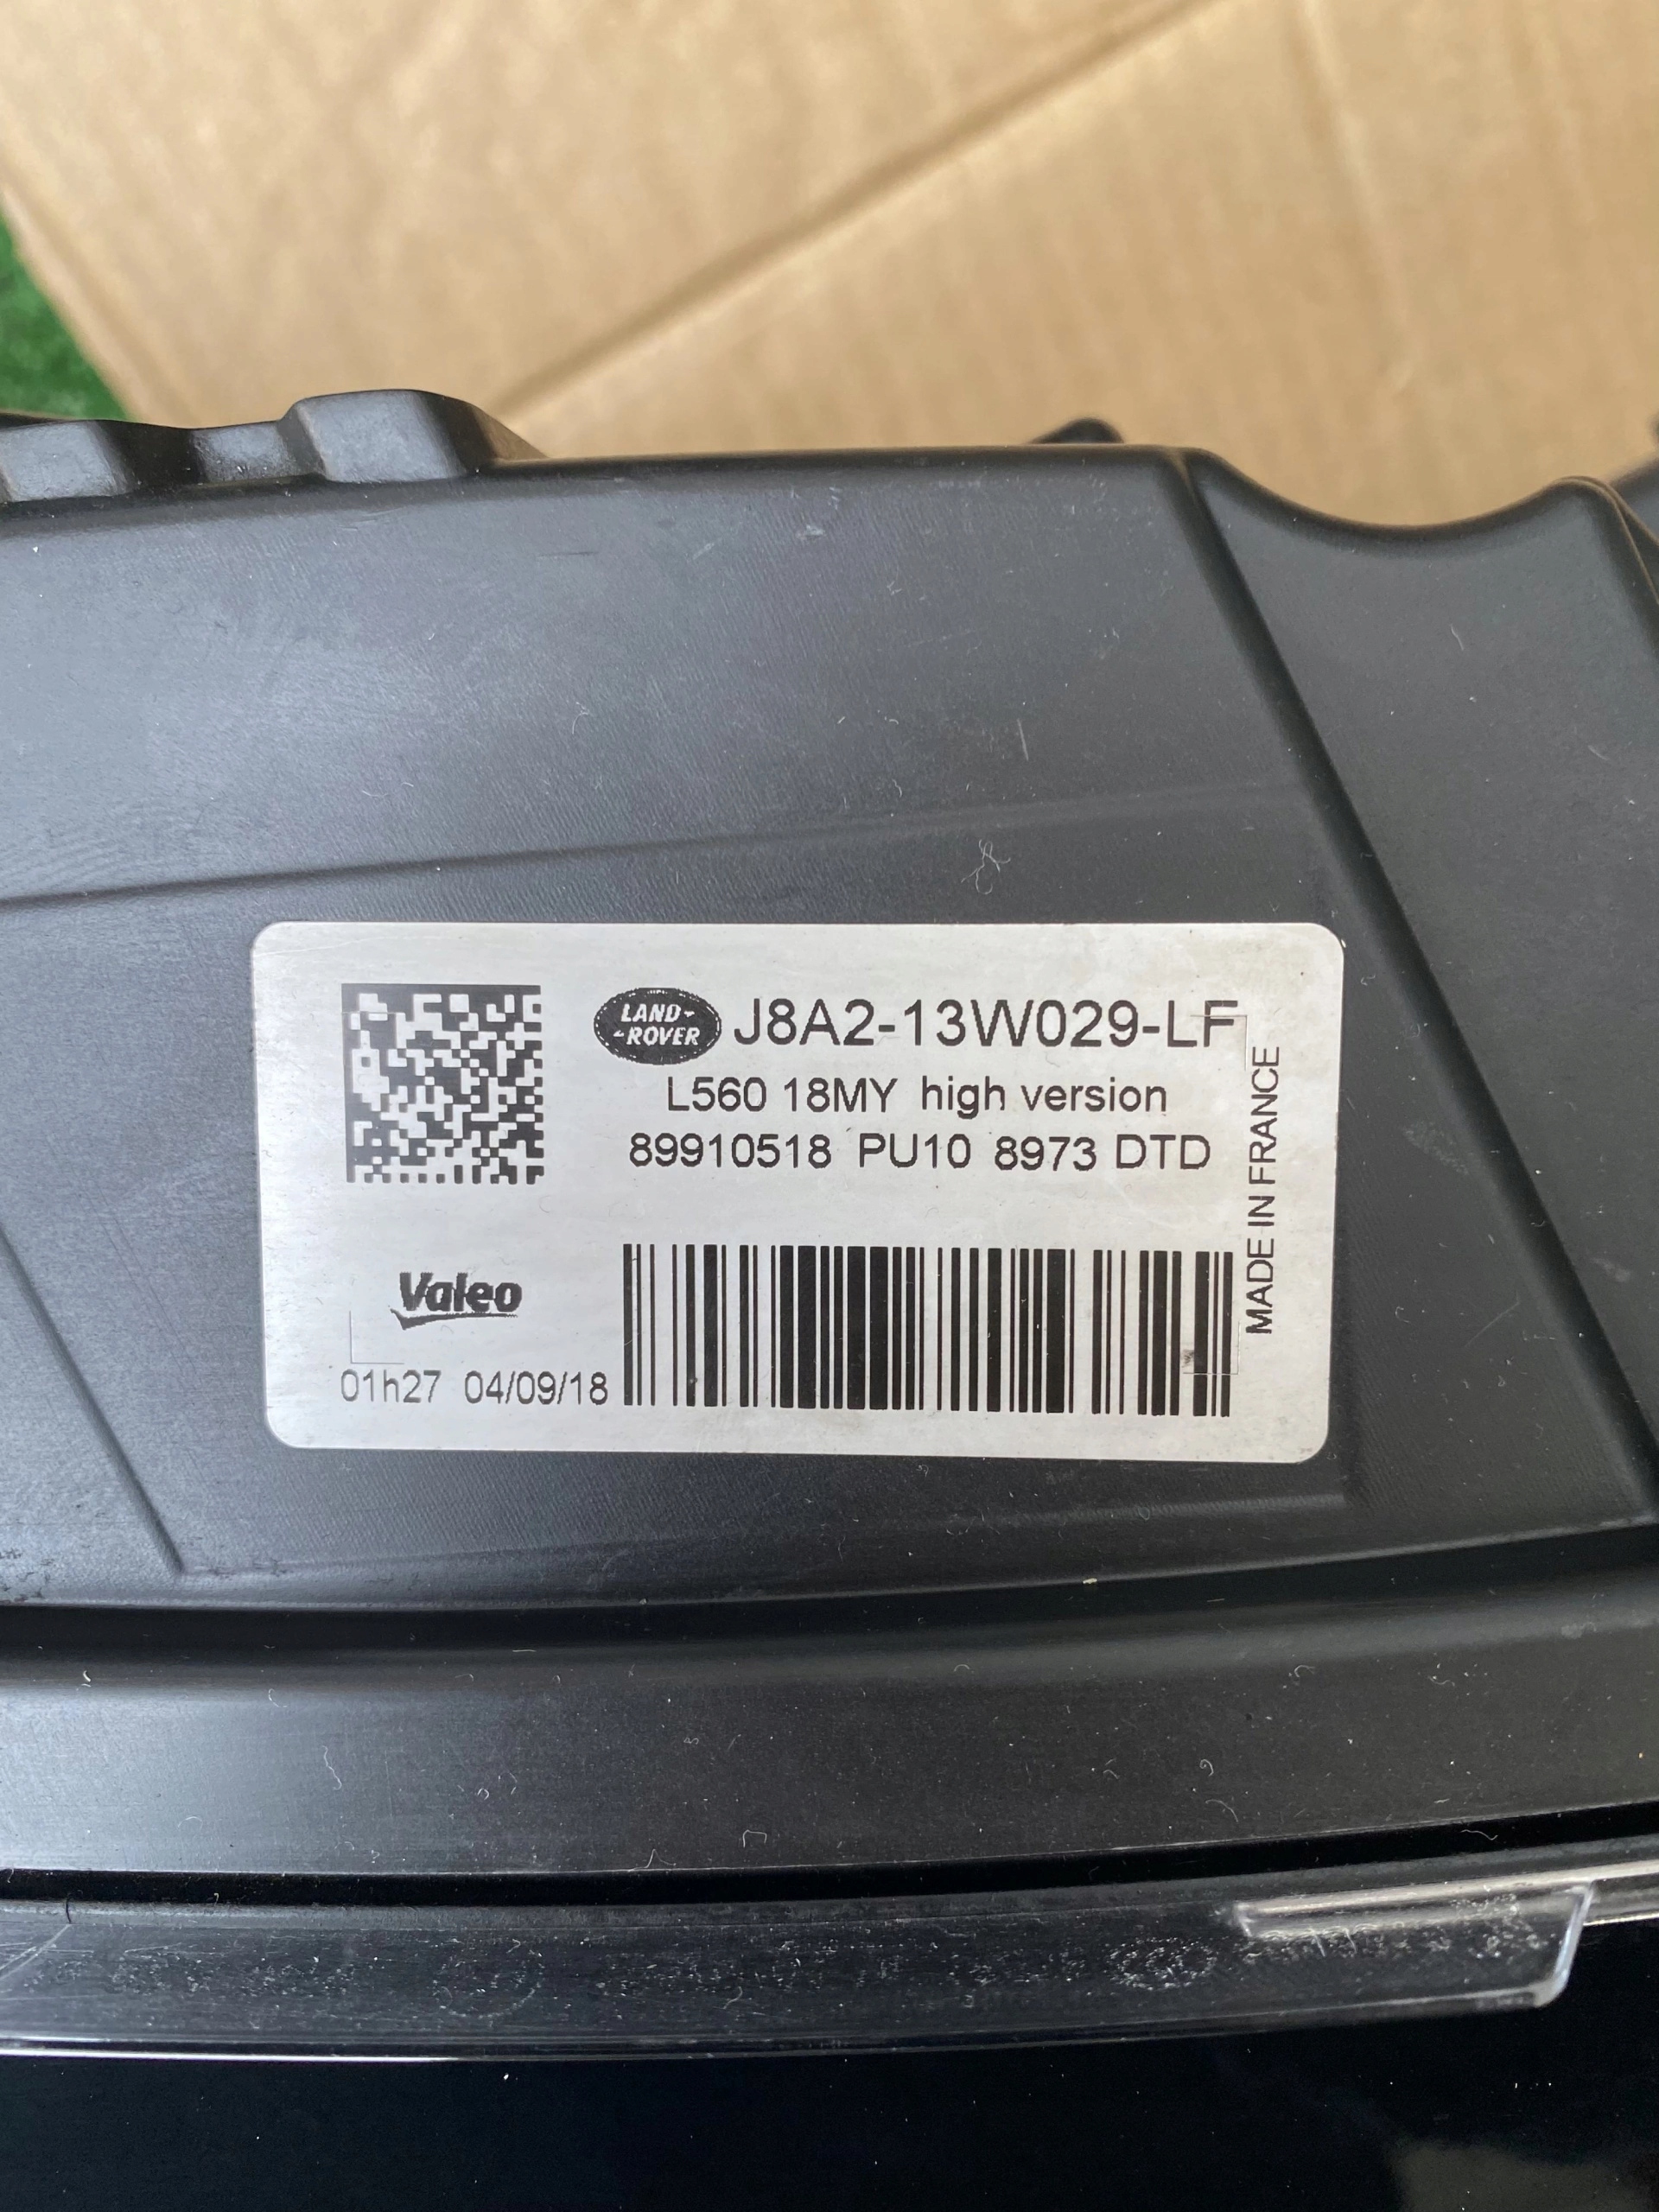 LAND-
-ROVER
J8A2-13W029-LF
L560 18MY high version
89910518 PU10 8973 DTD
MADE IN FRANCE
Valeo
01h27 04/09/18